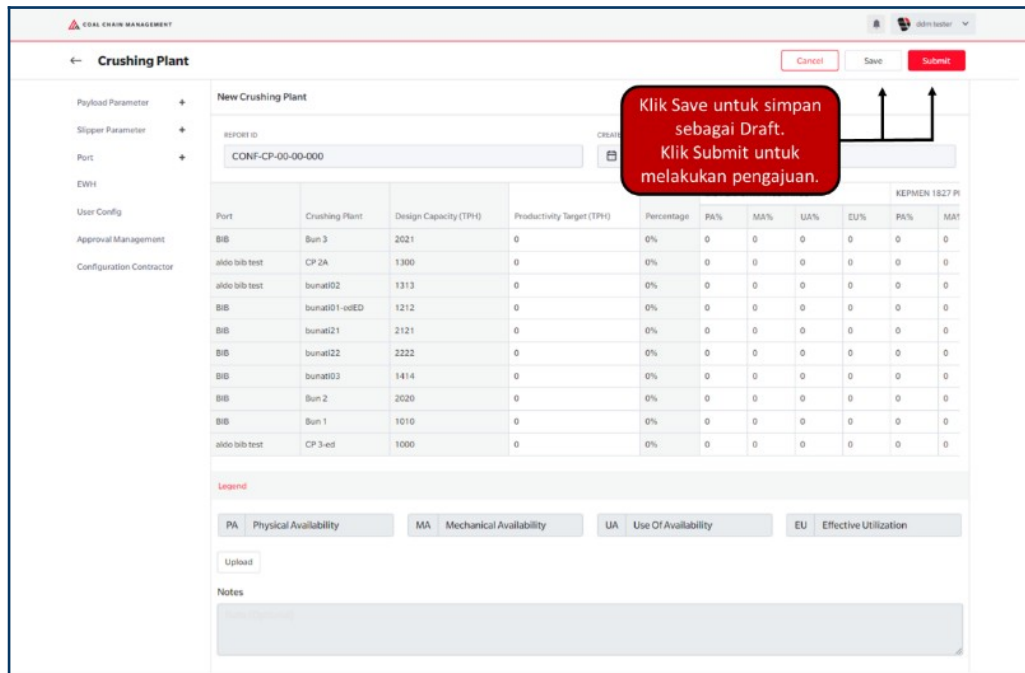 COAL CHAIN MANAGEMENT
ddm tester
← Crushing Plant
Cancel
Save
Submit
Payload Parameter +
Slipper Parameter +
Port +
EWH
User Config
Approval Management
Configuration Contractor
New Crushing Plant
Klik Save untuk simpan
sebagai Draft.
Klik Submit untuk
melakukan pengajuan.
REPORT ID
CONF-CP-00-00-000
KEPMEN 1827
Port Crushing Plant Design Capacity (TPH) Productivity Target (TPH) Percentage PA% MA% UA% EU% PA%
BIB Bun 3 2021 0 0% 0 0 0 0 0 0
aldo bib test CP 2A 1300 0 0% 0 0 0 0 0 0
aldo bib test bunati02 1313 0 0% 0 0 0 0 0 0
BIB bunati01-edED 1212 0 0% 0 0 0 0 0 0
BIB bunati21 2121 0 0% 0 0 0 0 0 0
BIB bunati22 2222 0 0% 0 0 0 0 0 0
BIB bunati03 1414 0 0% 0 0 0 0 0 0
BIB Bun 2 2020 0 0% 0 0 0 0 0 0
BIB Bun 1 1010 0 0% 0 0 0 0 0 0
aldo bib test CP 3-ed 1000 0 0% 0 0 0 0 0 0
Legend
PA Physical Availability MA Mechanical Availability UA Use Of Availability EU Effective Utilization
Upload
Notes